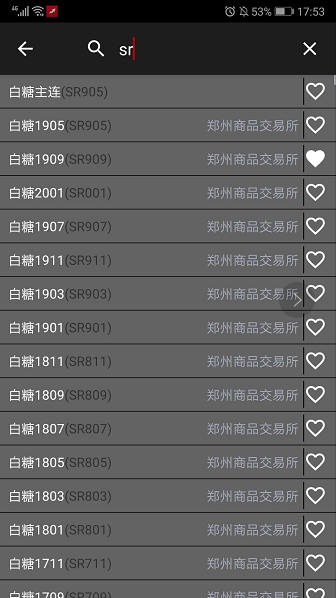 46 53% 17:53
sr
白糖主连(SR905)
白糖1905(SR905) 郑州商品交易所
白糖1909(SR909) 郑州商品交易所
白糖2001(SR001) 郑州商品交易所
白糖1907(SR907) 郑州商品交易所
白糖1911(SR911) 郑州商品交易所
白糖1903(SR903) 郑州商品交易所
白糖1901(SR901) 郑州商品交易所
白糖1811(SR811) 郑州商品交易所
白糖1809(SR809) 郑州商品交易所
白糖1807(SR807) 郑州商品交易所
白糖1805(SR805) 郑州商品交易所
白糖1803(SR803) 郑州商品交易所
白糖1801(SR801) 郑州商品交易所
白糖1711(SR711) 郑州商品交易所
白糖1709(SR709) 郑州商品交易所